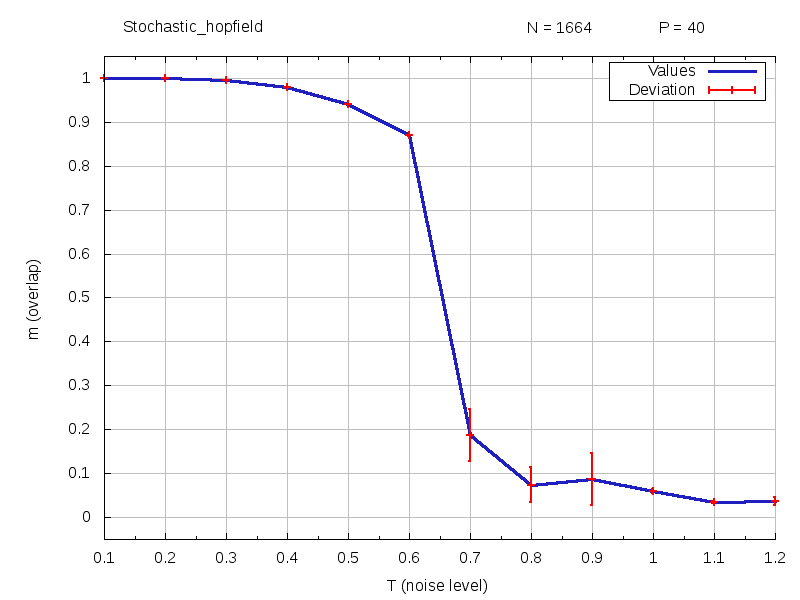 Stochastic_hopfield N = 1664 P = 40
Values
Deviation
1
0.9
0.8
0.7
0.6
0.5
0.4
0.3
0.2
0.1
0
m (overlap)
0.1 0.2 0.3 0.4 0.5 0.6 0.7 0.8 0.9 1 1.1 1.2
T (noise level)